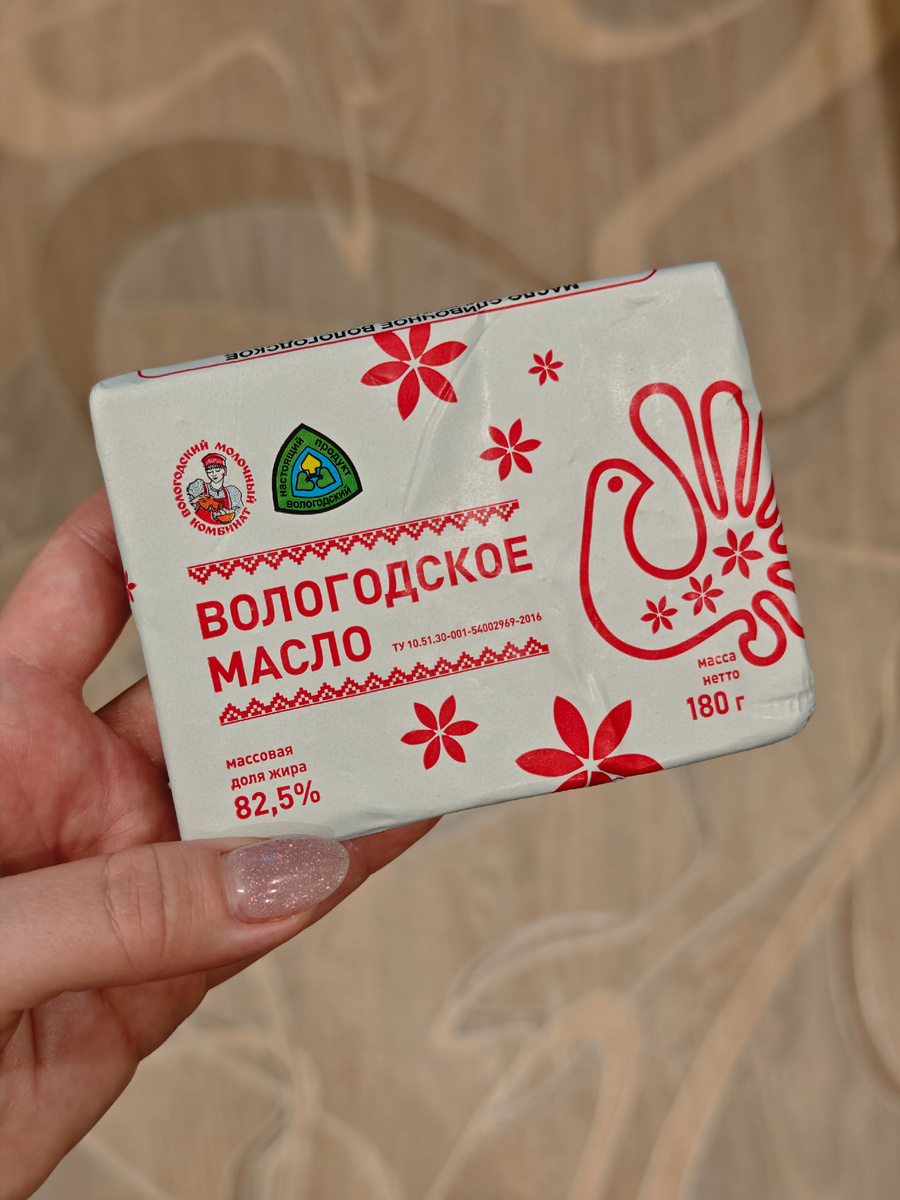 МАСЛО СЛИВОЧНОЕ ВОЛОГОДСКОЕ
ВОЛОГОДСКИЙ МОЛОЧНЫЙ КОМБИНАТ
настоящий продукт
вологодский
ВОЛОГОДСКОЕ
МАСЛО
ТУ 10.51.30-001-54002969-2016
масса
нетто
180 г
массовая
доля жира
82,5%